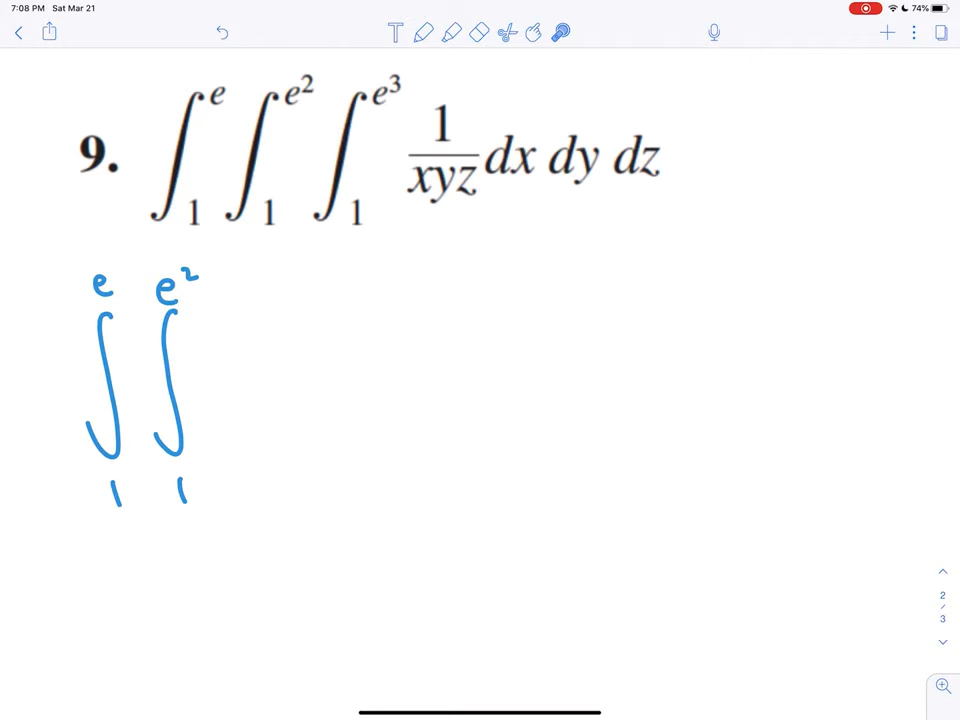 7:08 PM Sat Mar 21 74%
T
9. ∫₁^e ∫₁^{e²} ∫₁^{e³} 1/xyz dx dy dz
e e²
∫ ∫
1 1
2
/
3